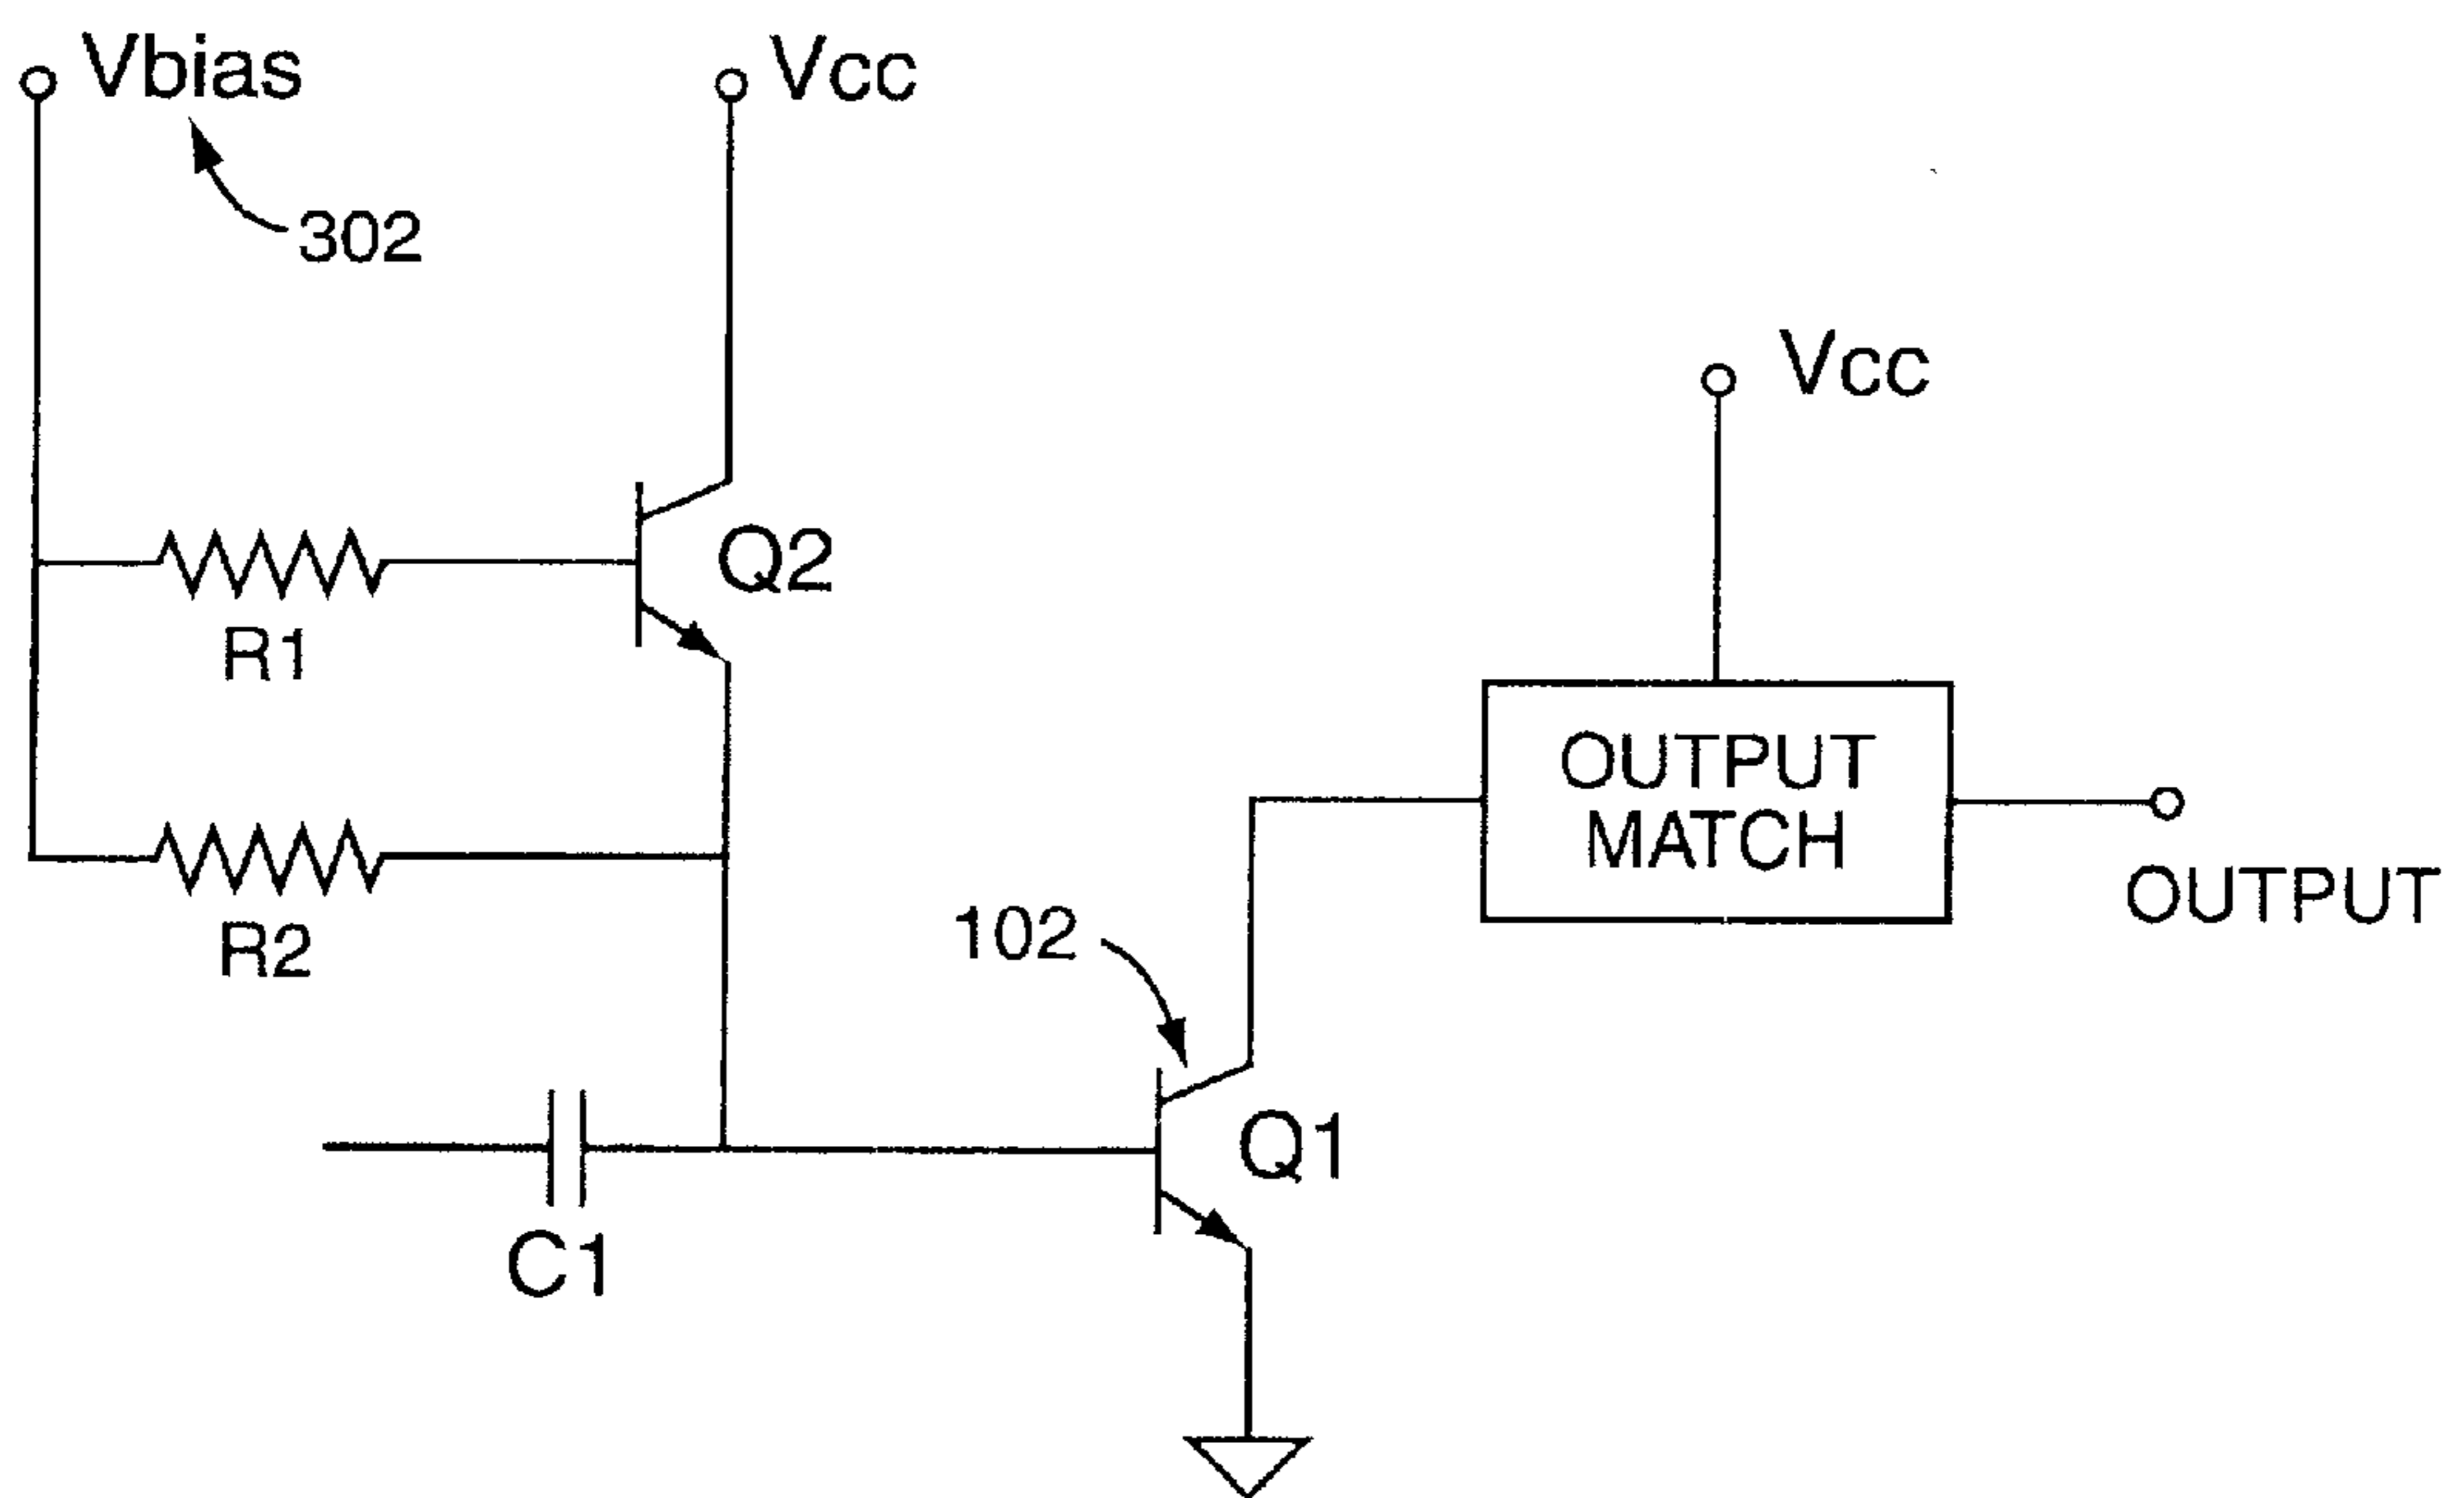 Vbias
Vcc
302
Vcc
Q2
R1
OUTPUT
MATCH
OUTPUT
R2
102
Q1
C1